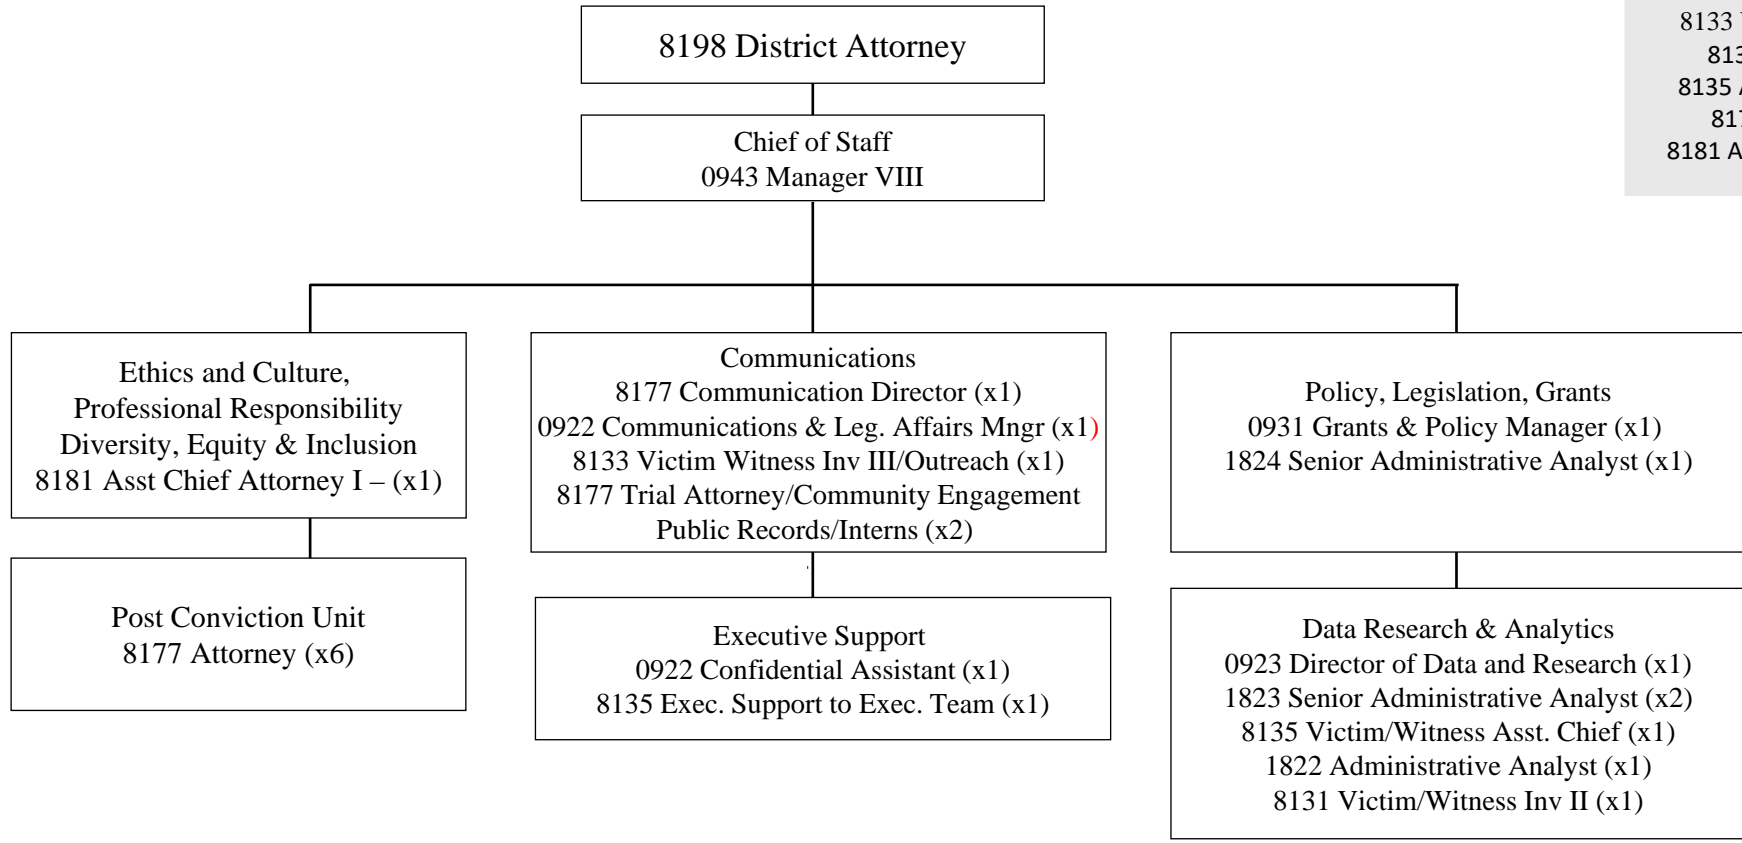 8198 District Attorney
Chief of Staff
0943 Manager VIII
8133
8135
8181
Ethics and Culture,
Professional Responsibility
Diversity, Equity & Inclusion
8181 Asst Chief Attorney I – (x1)
Post Conviction Unit
8177 Attorney (x6)
Communications
8177 Communication Director (x1)
0922 Communications & Leg. Affairs Mngr (x1)
8133 Victim Witness Inv III/Outreach (x1)
8177 Trial Attorney/Community Engagement
Public Records/Interns (x2)
Executive Support
0922 Confidential Assistant (x1)
8135 Exec. Support to Exec. Team (x1)
Policy, Legislation, Grants
0931 Grants & Policy Manager (x1)
1824 Senior Administrative Analyst (x1)
Data Research & Analytics
0923 Director of Data and Research (x1)
1823 Senior Administrative Analyst (x2)
8135 Victim/Witness Asst. Chief (x1)
1822 Administrative Analyst (x1)
8131 Victim/Witness Inv II (x1)